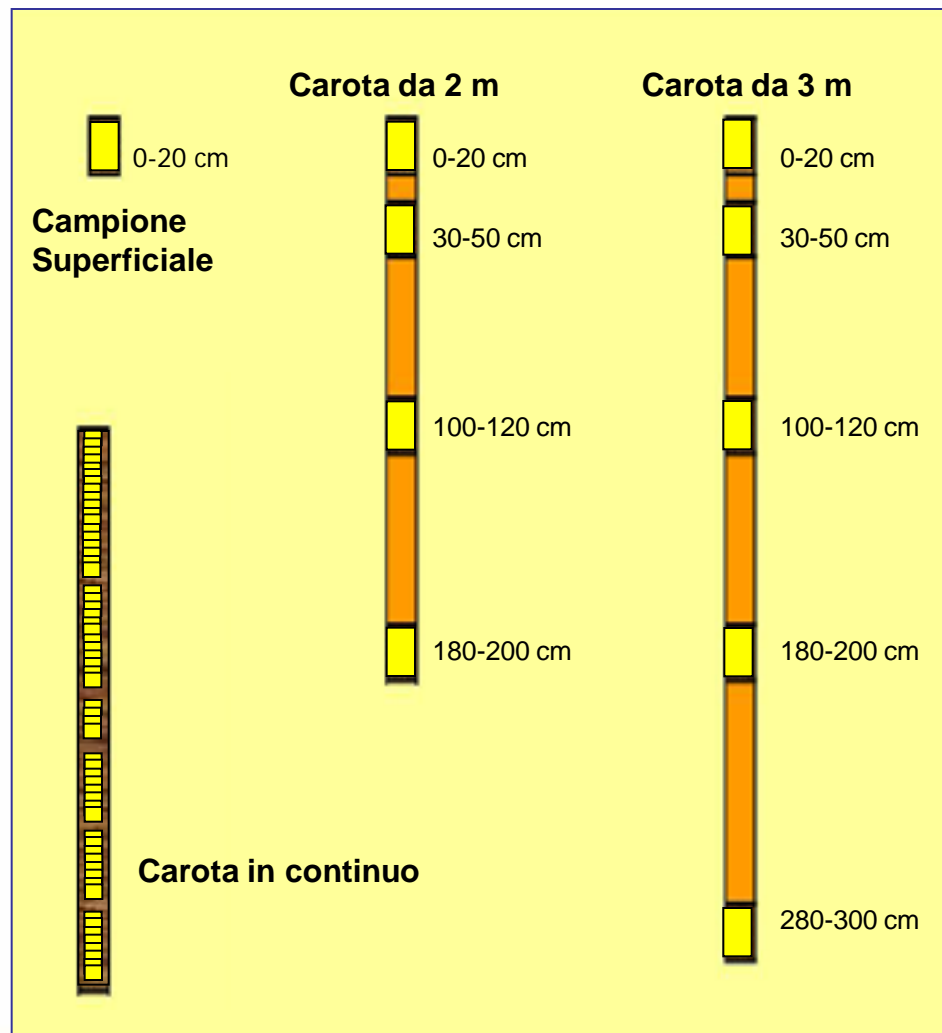 Carota da 2 m
Carota da 3 m
0-20 cm
0-20 cm
0-20 cm
Campione
Superficiale
30-50 cm
30-50 cm
100-120 cm
100-120 cm
180-200 cm
180-200 cm
Carota in continuo
280-300 cm